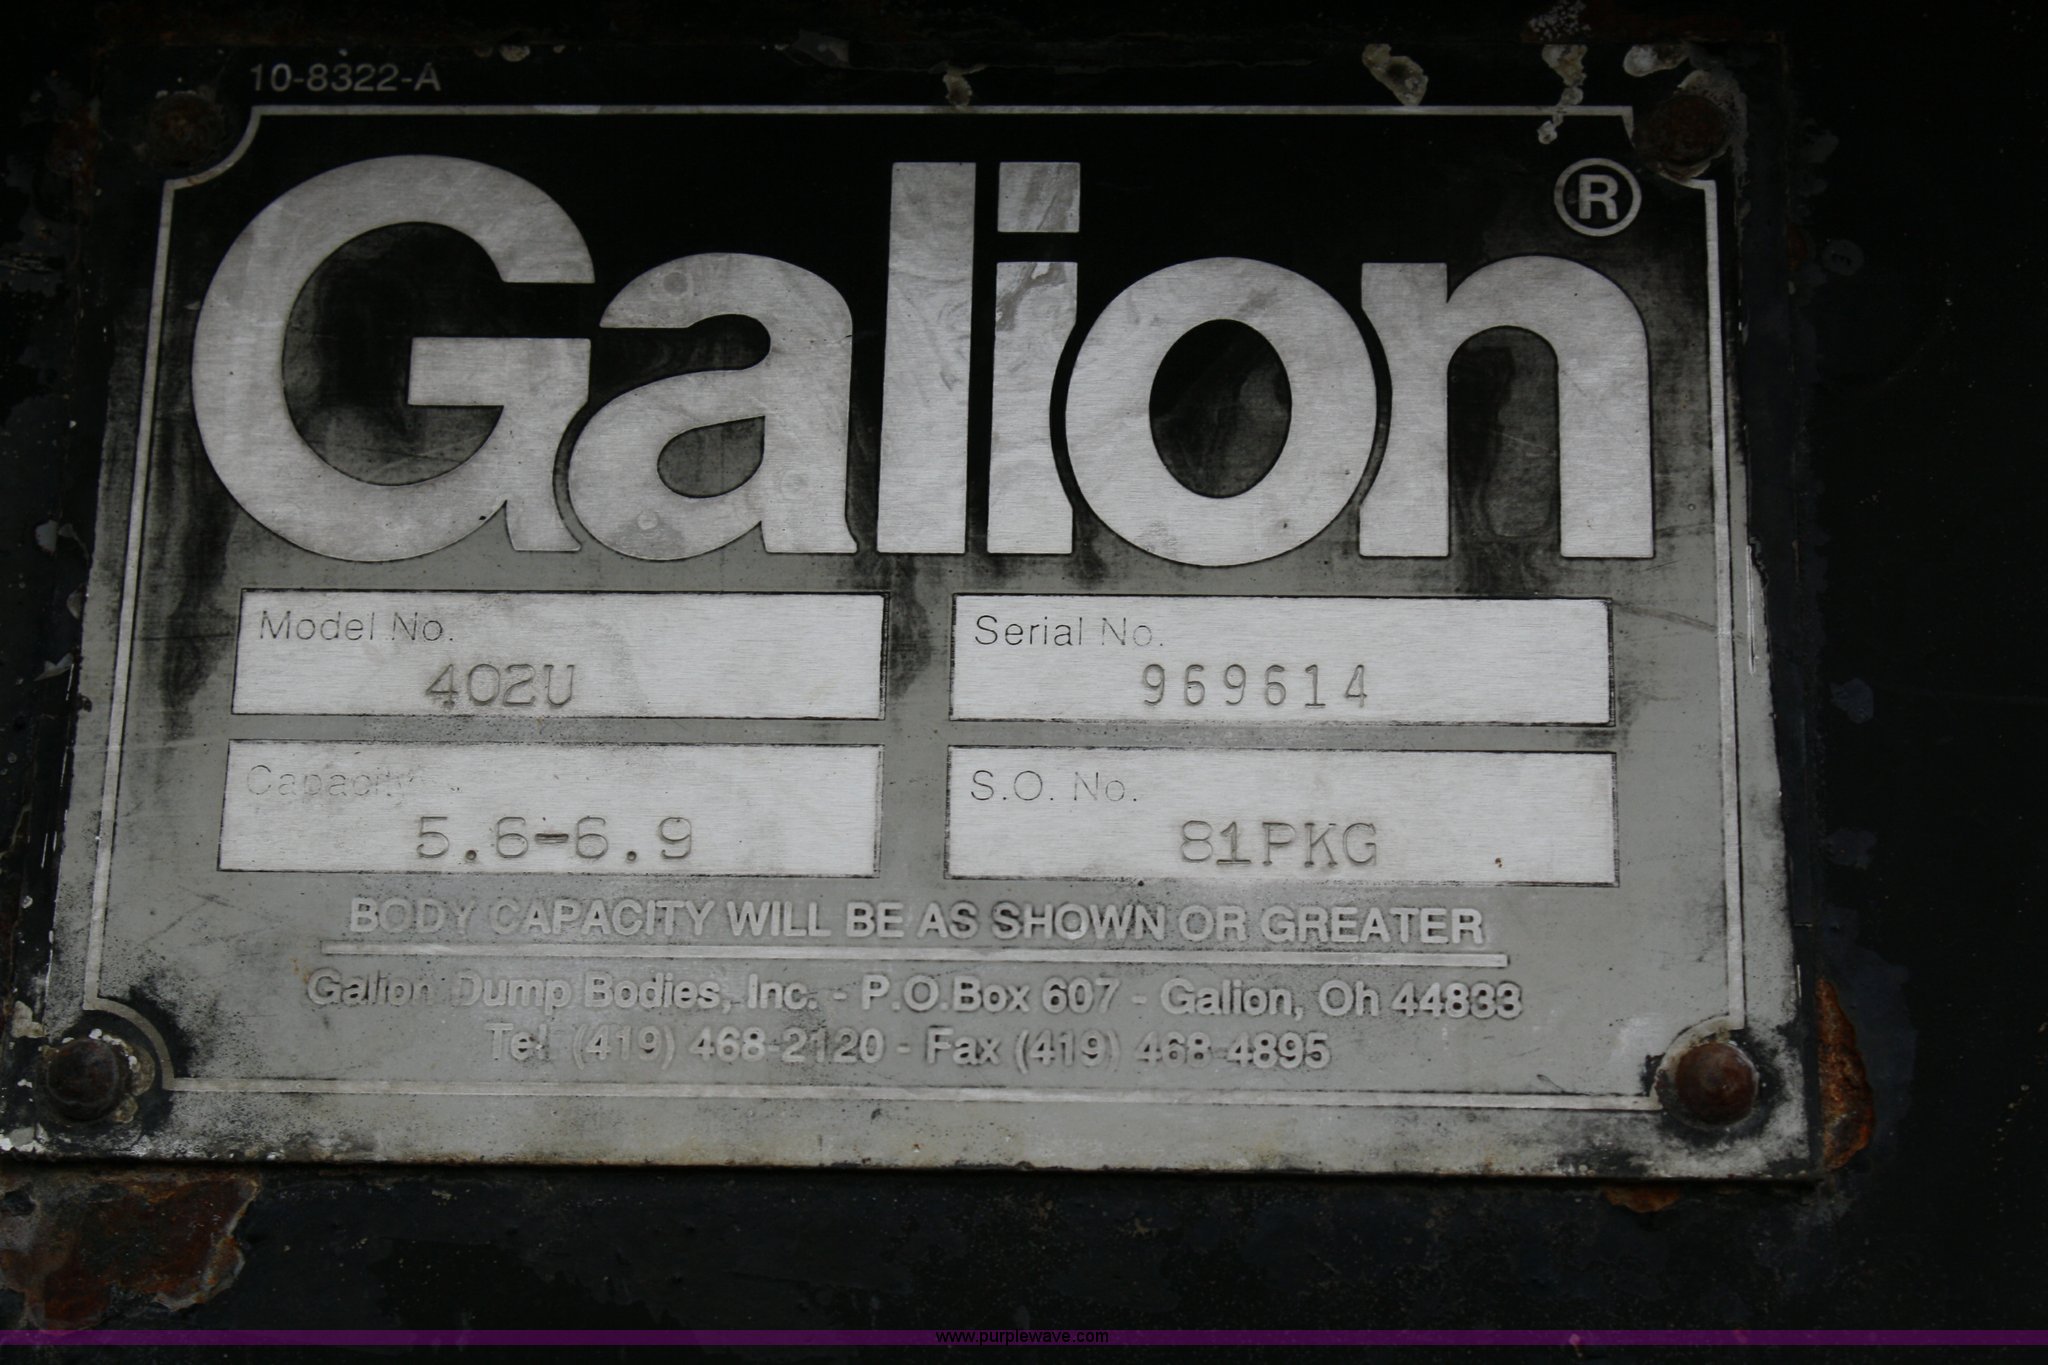 10-8322-A
Galion ®
Model No.
402U
Serial No.
969614
Capacity
5.6-6.9
S.O. No.
81PKG
BODY CAPACITY WILL BE AS SHOWN OR GREATER
Galion Dump Bodies, Inc. - P.O.Box 607 - Galion, Oh 44833
Tel (419) 468-2120 - Fax (419) 468-4895
www.purplewave.com